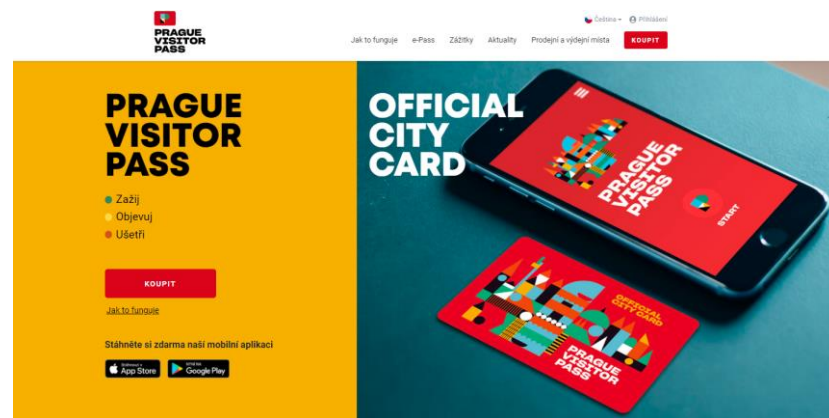 PRAGUE
VISITOR
PASS
Čeština
Přihlášení
Jak to funguje
e-Pass
Zážitky
Aktuality
Prodejní a výdejní místa
KOUPIT
PRAGUE
VISITOR
PASS
Zažij
Objevuj
Ušetři
KOUPIT
Jak to funguje
Stáhněte si zdarma naší mobilní aplikaci
App Store
Google Play
OFFICIAL
CITY
CARD
PRAGUE
VISITOR
PASS
START
OFFICIAL
CITY CARD
PRAGUE
VISITOR
PASS